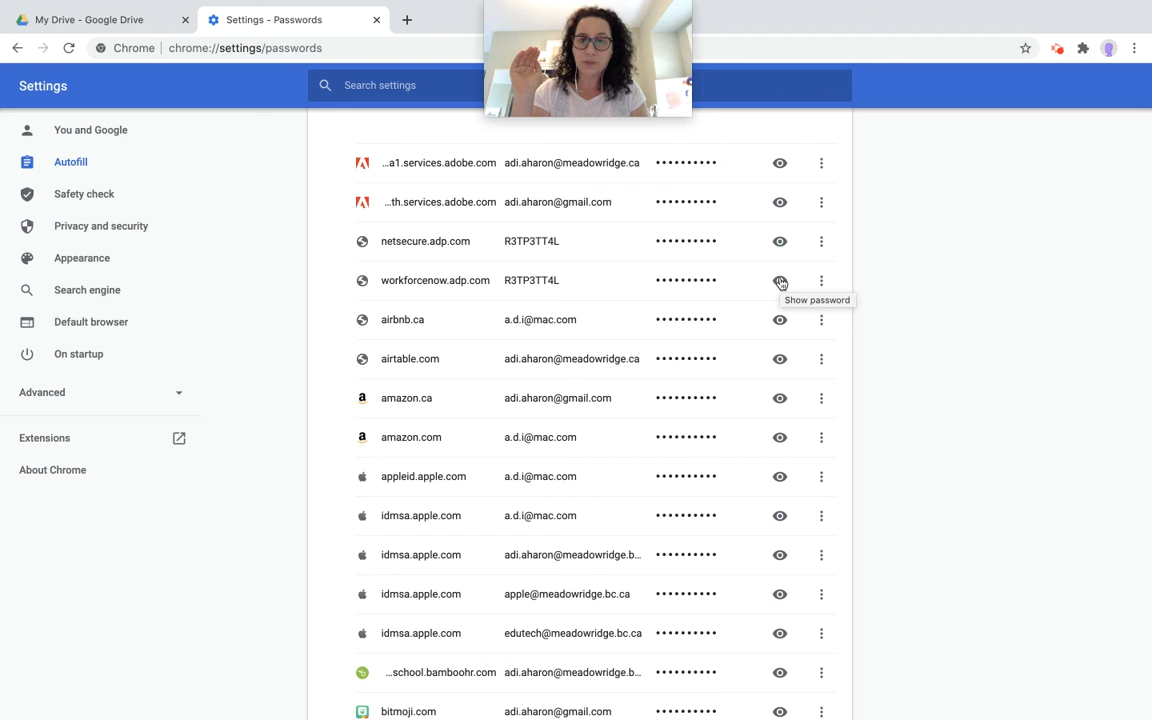 My Drive - Google Drive
Settings - Passwords
Chrome | chrome://settings/passwords
Settings
Search settings
You and Google
Autofill
Safety check
Privacy and security
Appearance
Search engine
Default browser
On startup
Advanced
Extensions
About Chrome
...a1.services.adobe.com adi.aharon@meadowridge.ca ••••••••••
...th.services.adobe.com adi.aharon@gmail.com ••••••••••
netsecure.adp.com R3TP3TT4L ••••••••••
workforcenow.adp.com R3TP3TT4L ••••••••••
Show password
airbnb.ca a.d.i@mac.com ••••••••••
airtable.com adi.aharon@meadowridge.ca ••••••••••
a amazon.ca adi.aharon@gmail.com ••••••••••
a amazon.com a.d.i@mac.com ••••••••••
appleid.apple.com a.d.i@mac.com ••••••••••
idmsa.apple.com a.d.i@mac.com ••••••••••
idmsa.apple.com adi.aharon@meadowridge.b... ••••••••••
idmsa.apple.com apple@meadowridge.bc.ca ••••••••••
idmsa.apple.com edutech@meadowridge.bc.ca ••••••••••
...school.bamboohr.com adi.aharon@meadowridge.b... ••••••••••
bitmoji.com adi.aharon@gmail.com ••••••••••